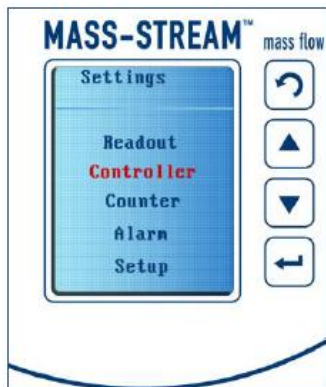 MASS-STREAM™ mass flow
Settings
Readout
Controller
Counter
Alarm
Setup